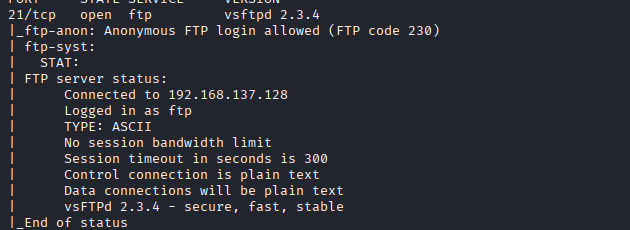 PORT STATE SERVICE VERSION
21/tcp open ftp vsftpd 2.3.4
|_ftp-anon: Anonymous FTP login allowed (FTP code 230)
| ftp-syst:
| STAT:
| FTP server status:
| Connected to 192.168.137.128
| Logged in as ftp
| TYPE: ASCII
| No session bandwidth limit
| Session timeout in seconds is 300
| Control connection is plain text
| Data connections will be plain text
| vsFTPd 2.3.4 - secure, fast, stable
|_End of status